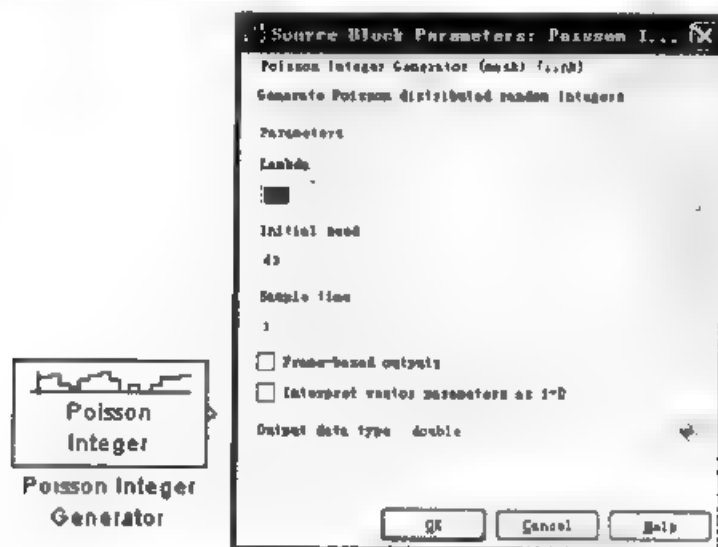 Source Block Parameters: Poisson I...
Poisson Integer Generator (mask) (link)
Generate Poisson distributed random integers
Parameters
Lambda
Initial seed
Sample time
1
Frame-based outputs
Interpret vector parameters as 1-D
Output data type double
OK Cancel Help
Poisson
Integer
Poisson Integer
Generator